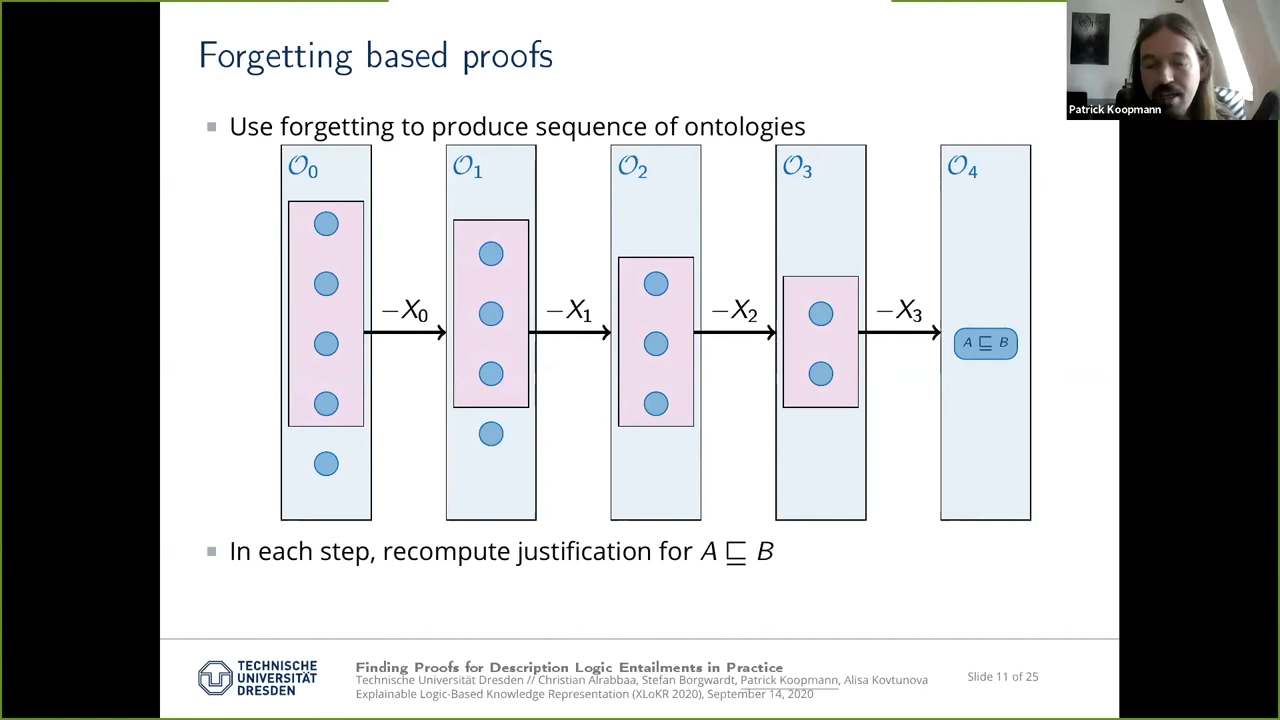 Forgetting based proofs
Patrick Koopmann
Use forgetting to produce sequence of ontologies
𝒪0
𝒪1
𝒪2
𝒪3
𝒪4
−X0
−X1
−X2
−X3
A ⊑ B
In each step, recompute justification for A ⊑ B
TECHNISCHE
UNIVERSITÄT
DRESDEN
Finding Proofs for Description Logic Entailments in Practice
Technische Universität Dresden // Christian Alrabbaa, Stefan Borgwardt, Patrick Koopmann, Alisa Kovtunova
Explainable Logic-Based Knowledge Representation (XLoKR 2020), September 14, 2020
Slide 11 of 25